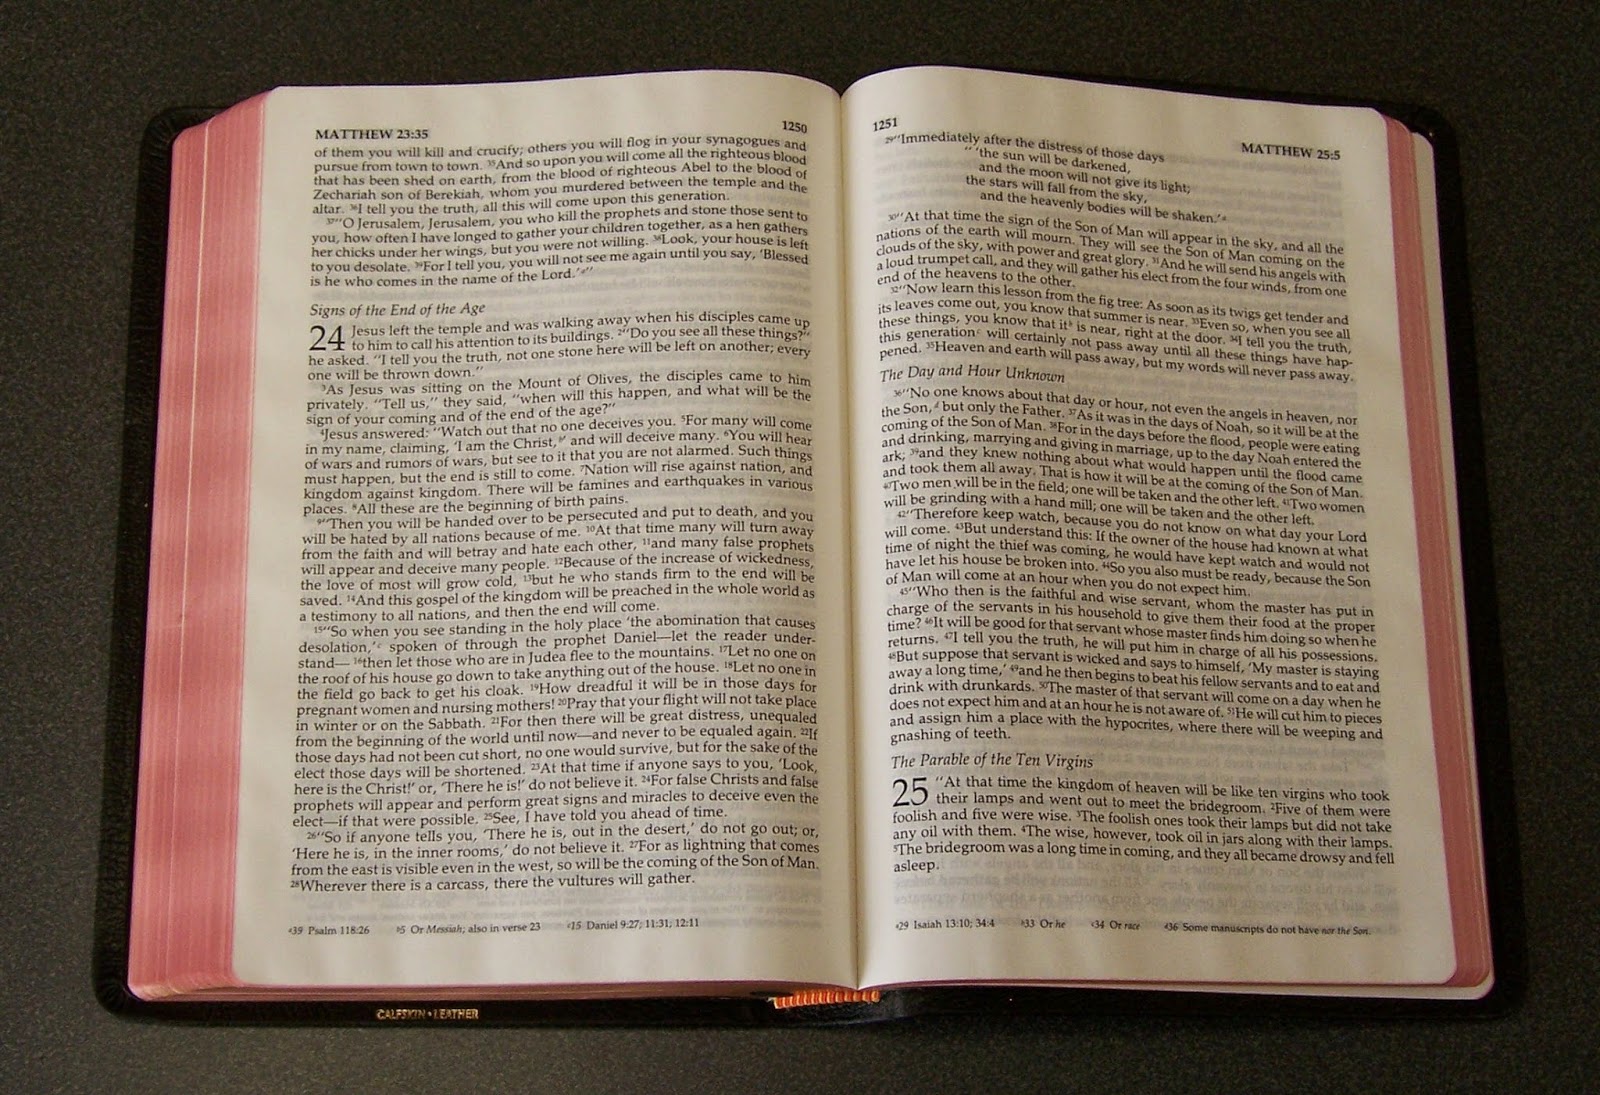 MATTHEW 23:35
1250
of them you will kill and crucify; others you will flog in your synagogues and
pursue from town to town. 35And so upon you will come all the righteous blood
that has been shed on earth, from the blood of righteous Abel to the blood of
Zechariah son of Berekiah, whom you murdered between the temple and the
altar. 36I tell you the truth, all this will come upon this generation.
37"O Jerusalem, Jerusalem, you who kill the prophets and stone those sent to
you, how often I have longed to gather your children together, as a hen gathers
her chicks under her wings, but you were not willing. 38Look, your house is left
to you desolate. 39For I tell you, you will not see me again until you say, 'Blessed
is he who comes in the name of the Lord.'a"
Signs of the End of the Age
24 Jesus left the temple and was walking away when his disciples came up
to him to call his attention to its buildings. 2"Do you see all these things?"
he asked. "I tell you the truth, not one stone here will be left on another; every
one will be thrown down."
3As Jesus was sitting on the Mount of Olives, the disciples came to him
privately. "Tell us," they said, "when will this happen, and what will be the
sign of your coming and of the end of the age?"
4Jesus answered: "Watch out that no one deceives you. 5For many will come
in my name, claiming, 'I am the Christ,b' and will deceive many. 6You will hear
of wars and rumors of wars, but see to it that you are not alarmed. Such things
must happen, but the end is still to come. 7Nation will rise against nation, and
kingdom against kingdom. There will be famines and earthquakes in various
places. 8All these are the beginning of birth pains.
9"Then you will be handed over to be persecuted and put to death, and you
will be hated by all nations because of me. 10At that time many will turn away
from the faith and will betray and hate each other, 11and many false prophets
will appear and deceive many people. 12Because of the increase of wickedness,
the love of most will grow cold, 13but he who stands firm to the end will be
saved. 14And this gospel of the kingdom will be preached in the whole world as
a testimony to all nations, and then the end will come.
15"So when you see standing in the holy place 'the abomination that causes
desolation,'c spoken of through the prophet Daniel—let the reader under-
stand— 16then let those who are in Judea flee to the mountains. 17Let no one on
the roof of his house go down to take anything out of the house. 18Let no one in
the field go back to get his cloak. 19How dreadful it will be in those days for
pregnant women and nursing mothers! 20Pray that your flight will not take place
in winter or on the Sabbath. 21For then there will be great distress, unequaled
from the beginning of the world until now—and never to be equaled again. 22If
those days had not been cut short, no one would survive, but for the sake of the
elect those days will be shortened. 23At that time if anyone says to you, 'Look,
here is the Christ!' or, 'There he is!' do not believe it. 24For false Christs and false
prophets will appear and perform great signs and miracles to deceive even the
elect—if that were possible. 25See, I have told you ahead of time.
26"So if anyone tells you, 'There he is, out in the desert,' do not go out; or,
'Here he is, in the inner rooms,' do not believe it. 27For as lightning that comes
from the east is visible even in the west, so will be the coming of the Son of Man.
28Wherever there is a carcass, there the vultures will gather.
a39 Psalm 118:26 b5 Or Messiah; also in verse 23 c15 Daniel 9:27; 11:31; 12:11
CALFSKIN • LEATHER
1251
MATTHEW 25:5
29"Immediately after the distress of those days
" 'the sun will be darkened,
and the moon will not give its light;
the stars will fall from the sky,
and the heavenly bodies will be shaken.'a
30"At that time the sign of the Son of Man will appear in the sky, and all the
nations of the earth will mourn. They will see the Son of Man coming on the
clouds of the sky, with power and great glory. 31And he will send his angels with
a loud trumpet call, and they will gather his elect from the four winds, from one
end of the heavens to the other.
32"Now learn this lesson from the fig tree: As soon as its twigs get tender and
its leaves come out, you know that summer is near. 33Even so, when you see all
these things, you know that itb is near, right at the door. 34I tell you the truth,
this generationc will certainly not pass away until all these things have hap-
pened. 35Heaven and earth will pass away, but my words will never pass away.
The Day and Hour Unknown
36"No one knows about that day or hour, not even the angels in heaven, nor
the Son,d but only the Father. 37As it was in the days of Noah, so it will be at the
coming of the Son of Man. 38For in the days before the flood, people were eating
and drinking, marrying and giving in marriage, up to the day Noah entered the
ark; 39and they knew nothing about what would happen until the flood came
and took them all away. That is how it will be at the coming of the Son of Man.
40Two men will be in the field; one will be taken and the other left. 41Two women
will be grinding with a hand mill; one will be taken and the other left.
42"Therefore keep watch, because you do not know on what day your Lord
will come. 43But understand this: If the owner of the house had known at what
time of night the thief was coming, he would have kept watch and would not
have let his house be broken into. 44So you also must be ready, because the Son
of Man will come at an hour when you do not expect him.
45"Who then is the faithful and wise servant, whom the master has put in
charge of the servants in his household to give them their food at the proper
time? 46It will be good for that servant whose master finds him doing so when he
returns. 47I tell you the truth, he will put him in charge of all his possessions.
48But suppose that servant is wicked and says to himself, 'My master is staying
away a long time,' 49and he then begins to beat his fellow servants and to eat and
drink with drunkards. 50The master of that servant will come on a day when he
does not expect him and at an hour he is not aware of. 51He will cut him to pieces
and assign him a place with the hypocrites, where there will be weeping and
gnashing of teeth.
The Parable of the Ten Virgins
25 "At that time the kingdom of heaven will be like ten virgins who took
their lamps and went out to meet the bridegroom. 2Five of them were
foolish and five were wise. 3The foolish ones took their lamps but did not take
any oil with them. 4The wise, however, took oil in jars along with their lamps.
5The bridegroom was a long time in coming, and they all became drowsy and fell
asleep.
a29 Isaiah 13:10; 34:4 b33 Or he c34 Or race d36 Some manuscripts do not have nor the Son.